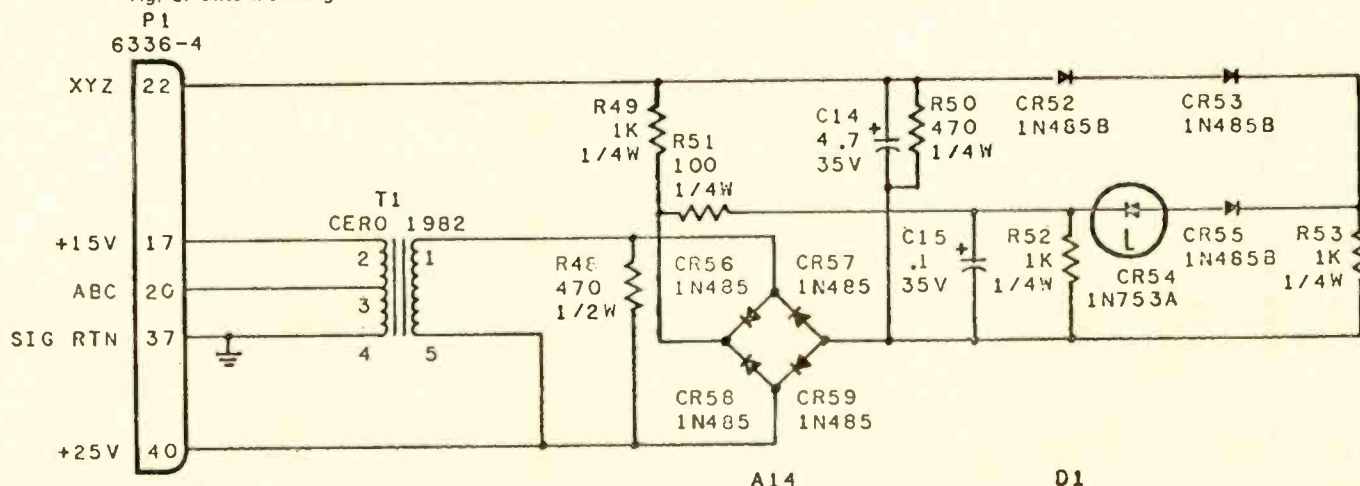 P1
6336-4
XYZ 22
R49
1K
1/4W
R51
100
1/4W
C14
4.7
35V
+
R50
470
1/4W
CR52
1N485B
CR53
1N485B
T1
CERO 1982
+15V 17
2 1
ABC 20
3
SIG RTN 37
4 5
R48
470
1/2W
CR56
1N485
CR57
1N485
C15
.1
35V
+
R52
1K
1/4W
L
CR54
1N753A
CR55
1N485B
R53
1K
1/4W
CR58
1N485
CR59
1N485
+25V 40
A14
D1